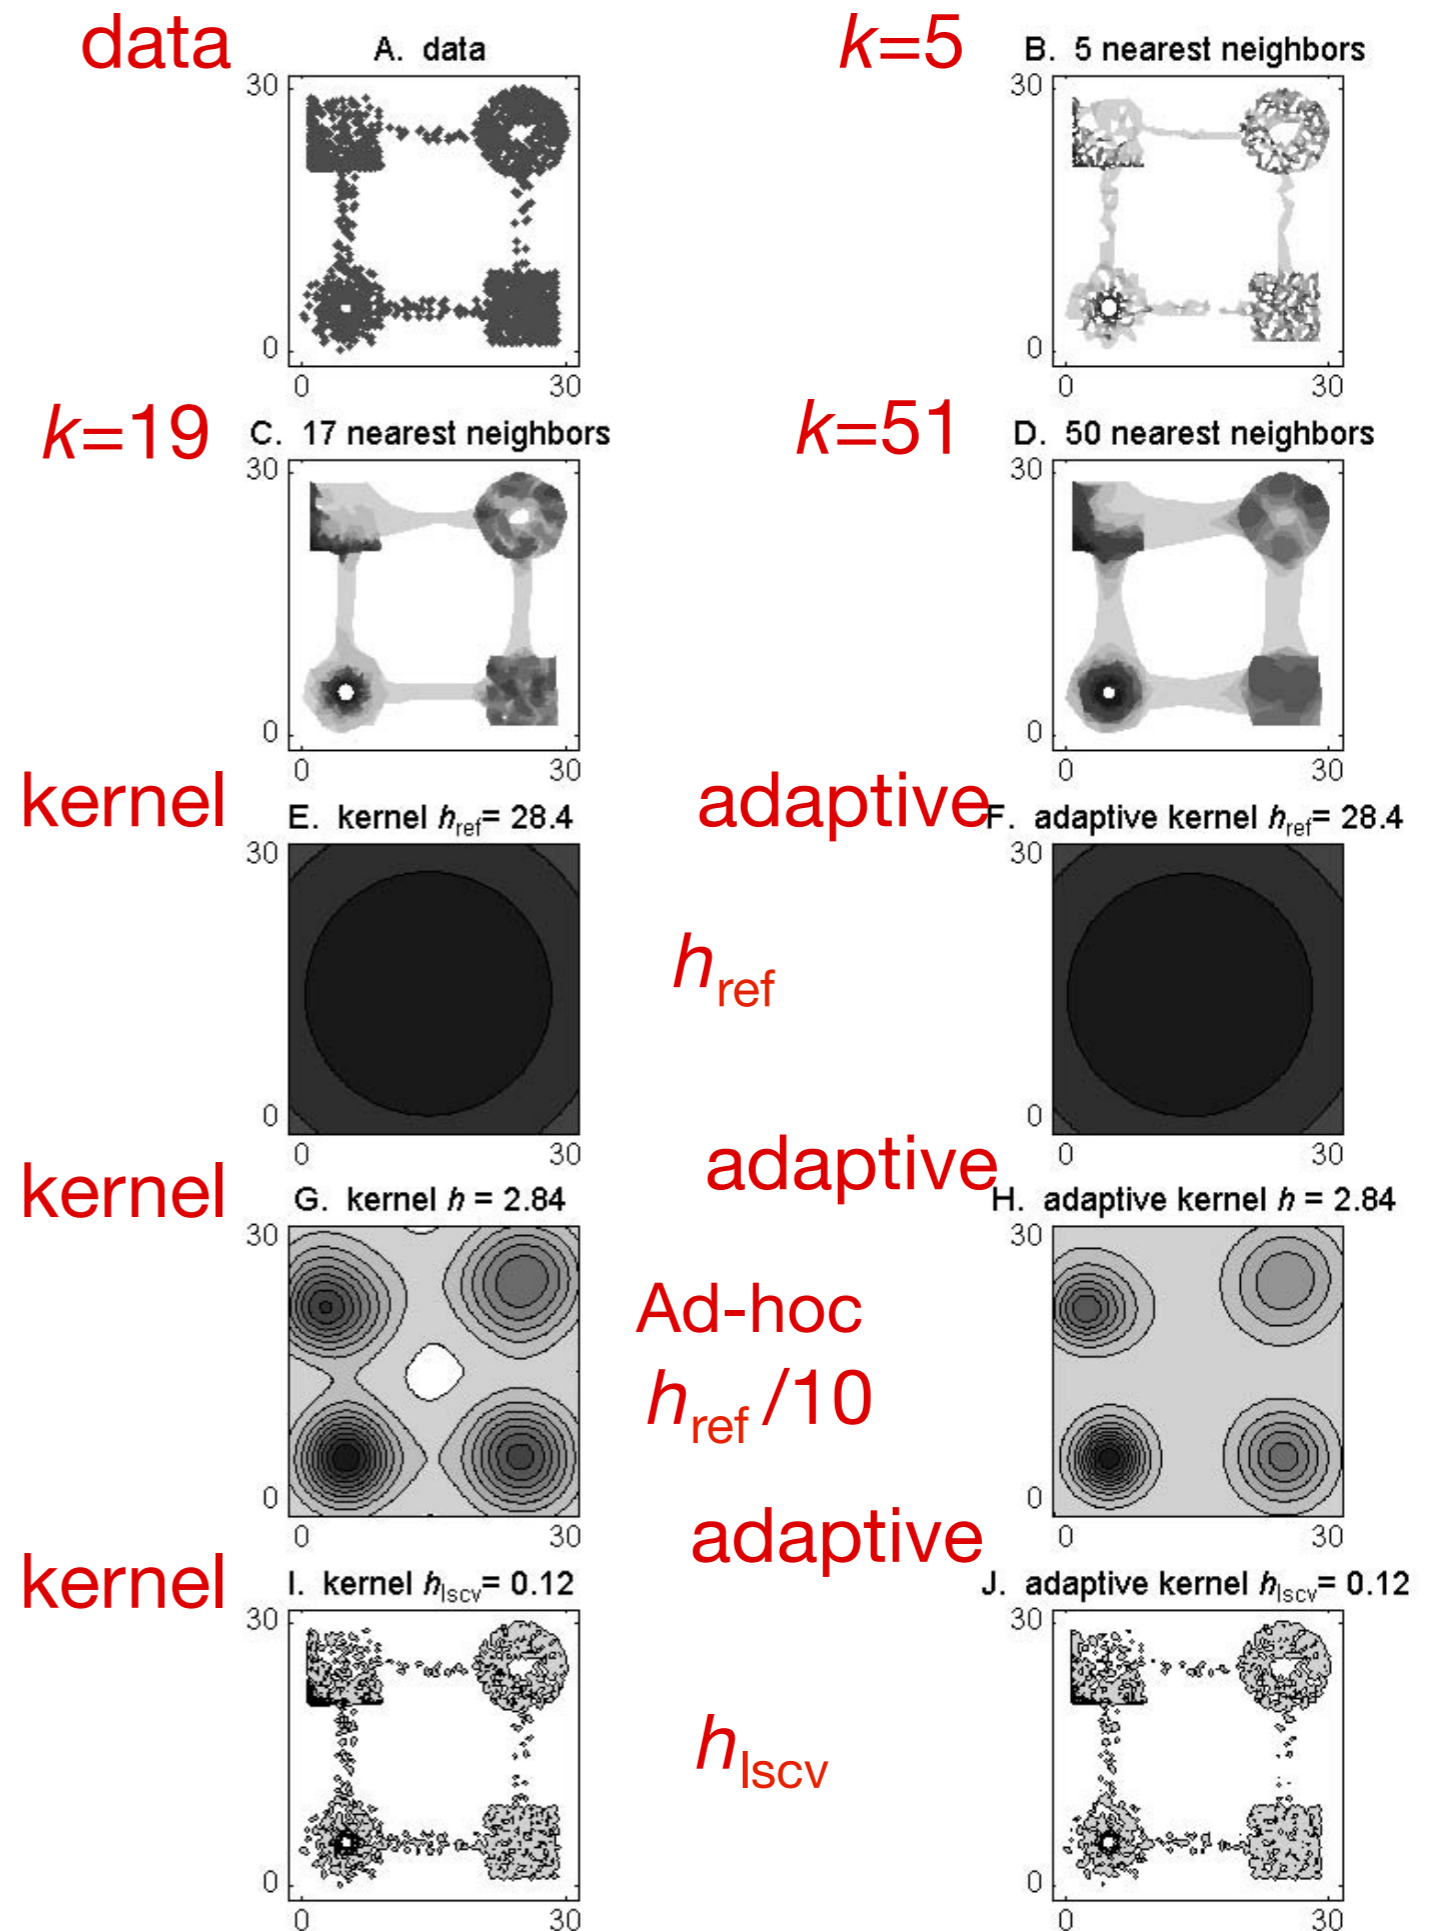 data
A. data
k=5
B. 5 nearest neighbors
30
0
0
30
30
0
0
30
k=19
C. 17 nearest neighbors
k=51
D. 50 nearest neighbors
30
0
0
30
30
0
0
30
kernel
E. kernel href= 28.4
adaptive
F. adaptive kernel href= 28.4
30
0
0
30
href
30
0
0
30
kernel
G. kernel h = 2.84
adaptive
H. adaptive kernel h = 2.84
30
0
0
30
Ad-hoc
href /10
30
0
0
30
kernel
I. kernel hlscv= 0.12
adaptive
J. adaptive kernel hlscv= 0.12
30
0
0
30
hlscv
30
0
0
30